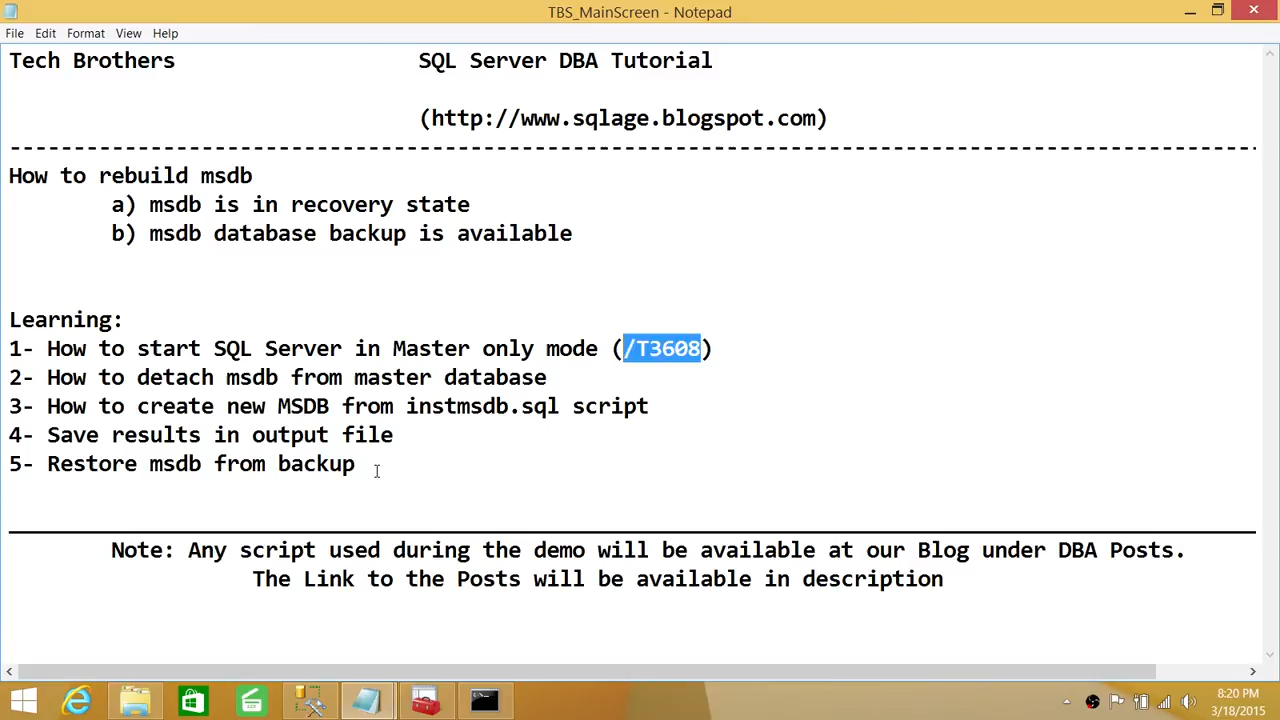 TBS_MainScreen - Notepad
File Edit Format View Help
Tech Brothers SQL Server DBA Tutorial
(http://www.sqlage.blogspot.com)
How to rebuild msdb
a) msdb is in recovery state
b) msdb database backup is available
Learning:
1- How to start SQL Server in Master only mode (/T3608)
2- How to detach msdb from master database
3- How to create new MSDB from instmsdb.sql script
4- Save results in output file
5- Restore msdb from backup
Note: Any script used during the demo will be available at our Blog under DBA Posts.
The Link to the Posts will be available in description
8:20 PM
3/18/2015